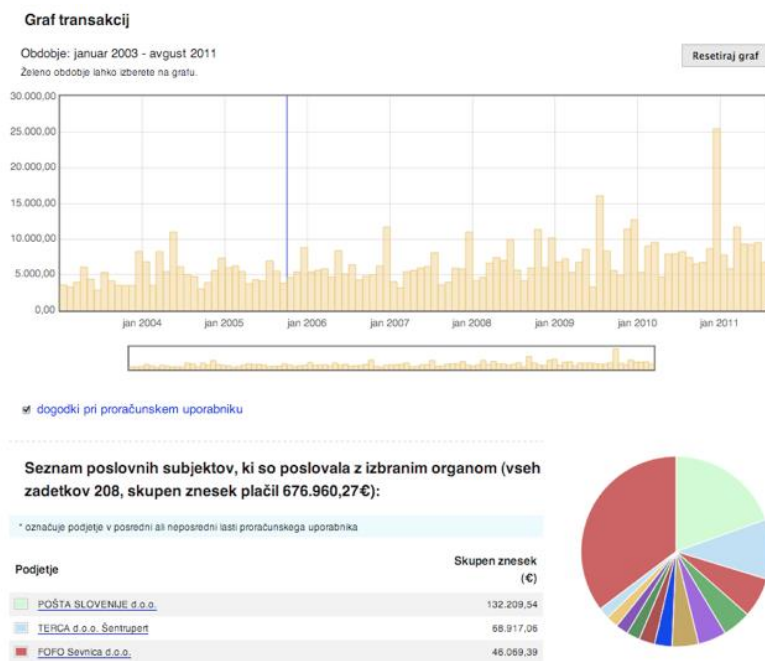 Graf transakcij
Obdobje: januar 2003 - avgust 2011
Resetiraj graf
Želeno obdobje lahko izberete na grafu.
30.000,00
25.000,00
20.000,00
15.000,00
10.000,00
5.000,00
0,00
jan 2004 jan 2005 jan 2006 jan 2007 jan 2008 jan 2009 jan 2010 jan 2011
dogodki pri proračunskem uporabniku
Seznam poslovnih subjektov, ki so poslovala z izbranim organom (vseh
zadetkov 208, skupen znesek plačil 676.960,27€):
* označuje podjetje v posredni ali neposredni lasti proračunskega uporabnika
Podjetje
Skupen znesek
(€)
POŠTA SLOVENIJE d.o.o. 132.209,54
TERCA d.o.o. Šentrupert 68.917,06
FOFO Sevnica d.o.o. 46.069,39